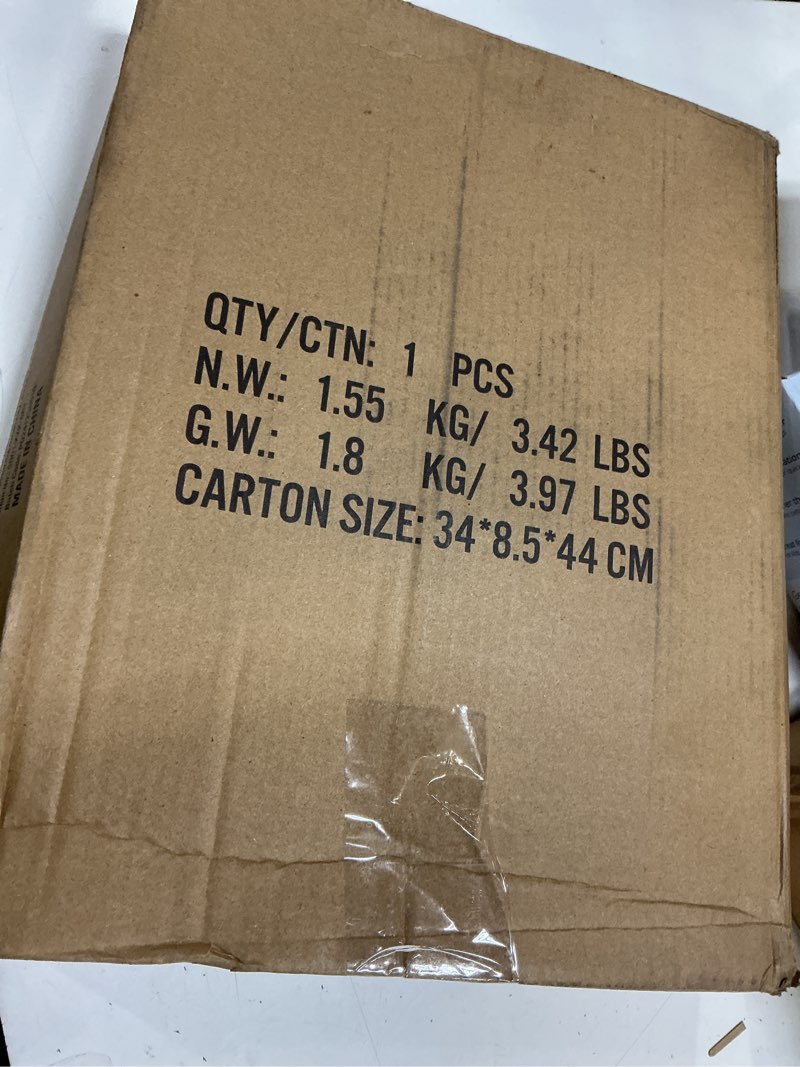 QTY/CTN: 1 PCS
N.W.: 1.55 KG/ 3.42 LBS
G.W.: 1.8 KG/ 3.97 LBS
CARTON SIZE: 34*8.5*44 CM
MADE IN CHINA